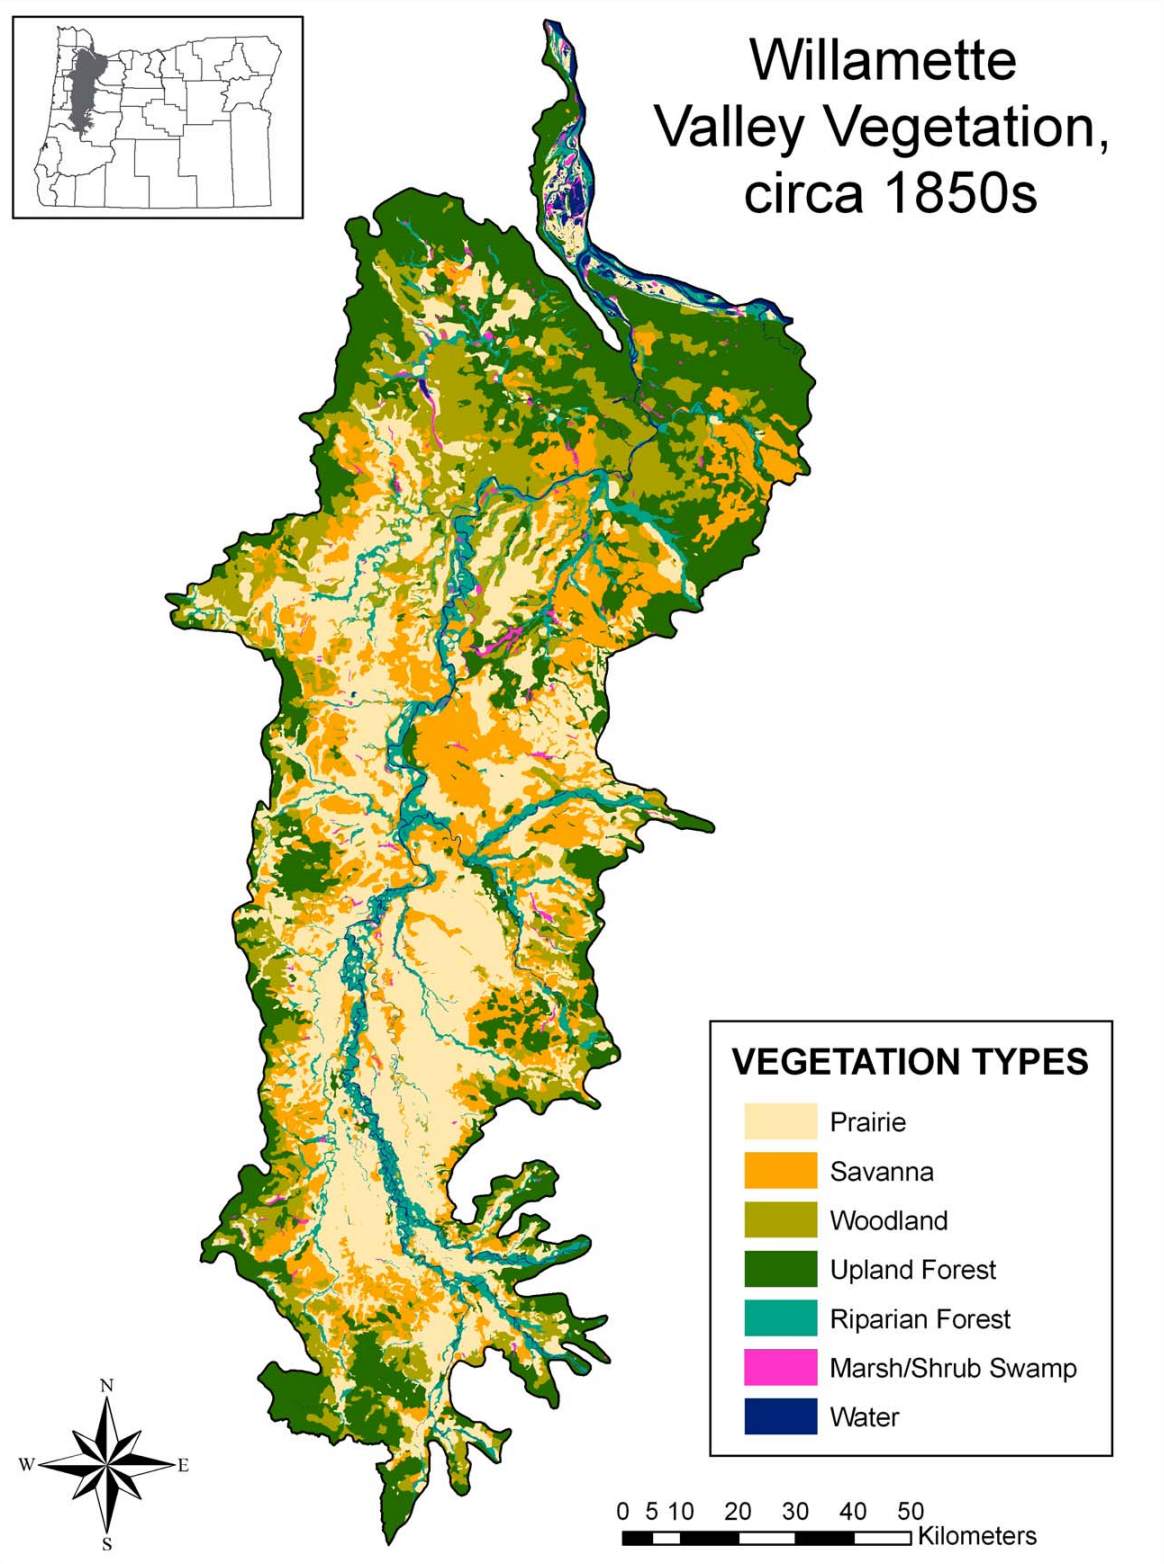 Willamette
Valley Vegetation,
circa 1850s
VEGETATION TYPES
Prairie
Savanna
Woodland
Upland Forest
Riparian Forest
Marsh/Shrub Swamp
Water
N
W E
S
0 5 10 20 30 40 50
Kilometers